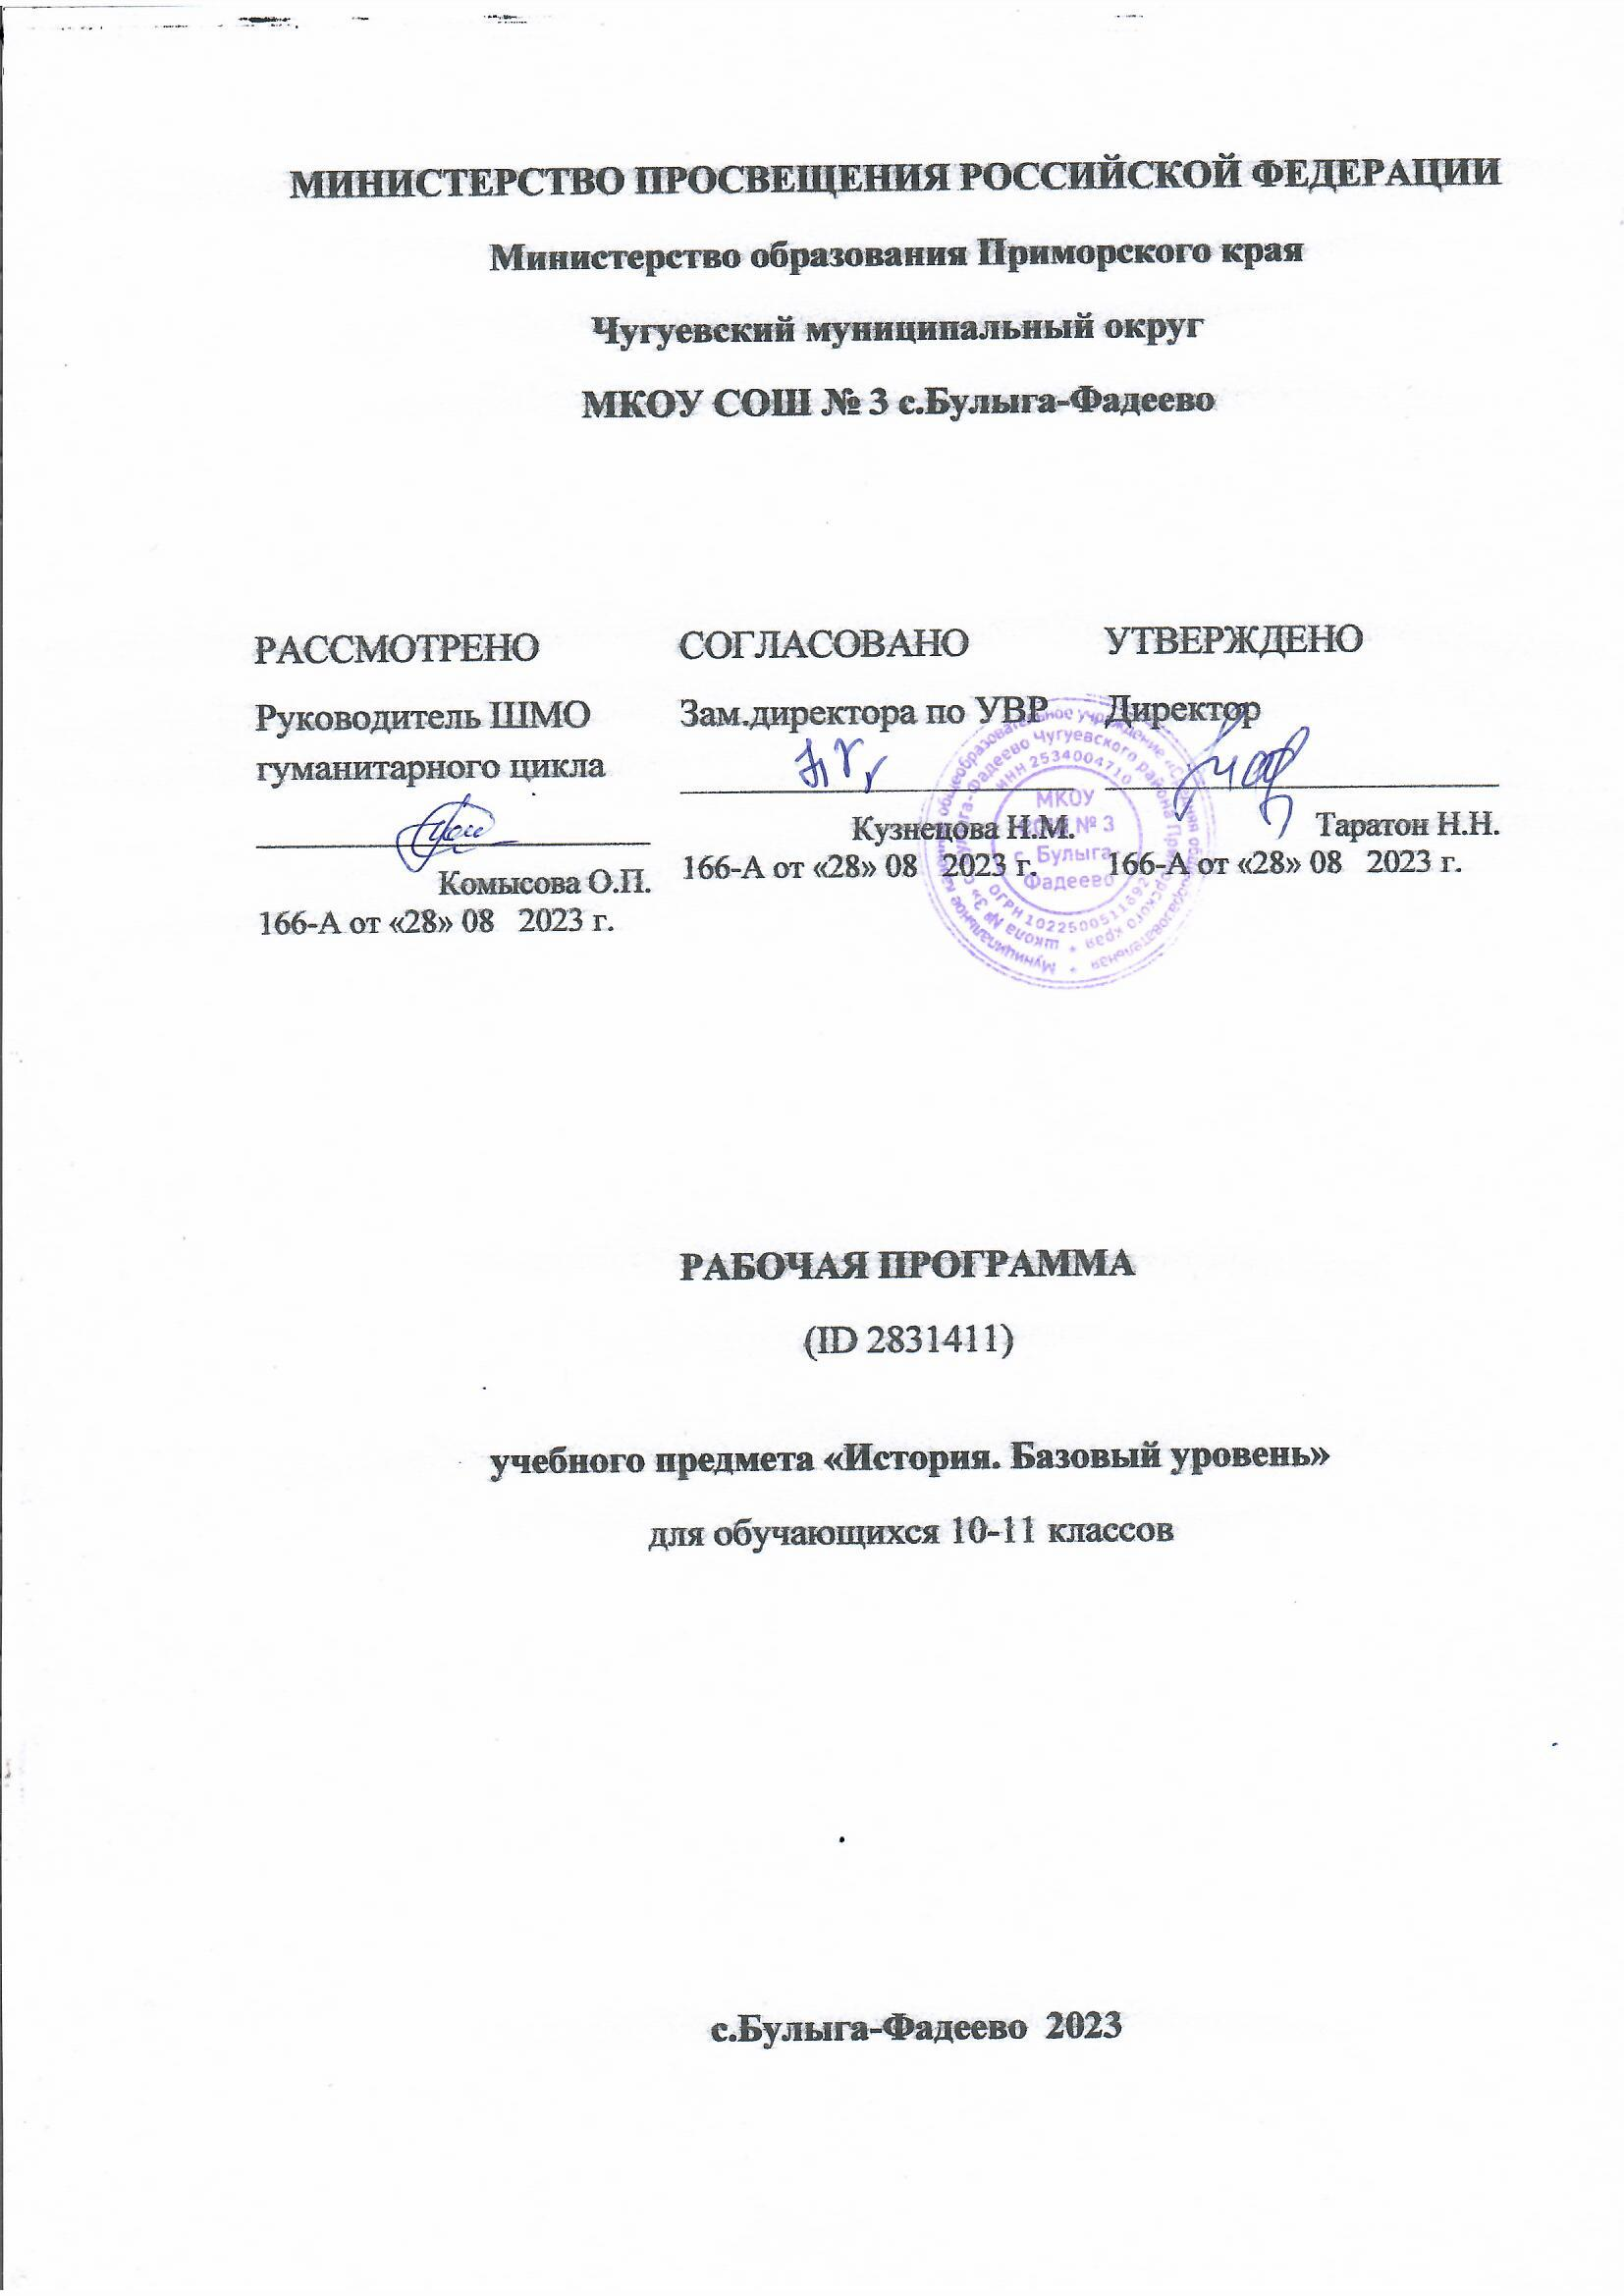 МИНИСТЕРСТВО ПРОСВЕЩЕНИЯ РОССИЙСКОЙ ФЕДЕРАЦИИ
Министерство образования Приморского края
Чугуевский муниципальный округ
МКОУ СОШ № 3 с.Булыга-Фадеево
РАССМОТРЕНО
Руководитель ШМО
гуманитарного цикла
Комысова О.П.
166-А от «28» 08 2023 г.
СОГЛАСОВАНО
Зам.директора по УВР
Кузнецова Н.М.
166-А от «28» 08 2023 г.
УТВЕРЖДЕНО
Директор
Таратон Н.Н.
166-А от «28» 08 2023 г.
ИНН 2534004710
МКОУ
№ 3
с. Булыга
Фадеево
РАБОЧАЯ ПРОГРАММА
(ID 2831411)
учебного предмета «История. Базовый уровень»
для обучающихся 10-11 классов
с.Булыга-Фадеево 2023